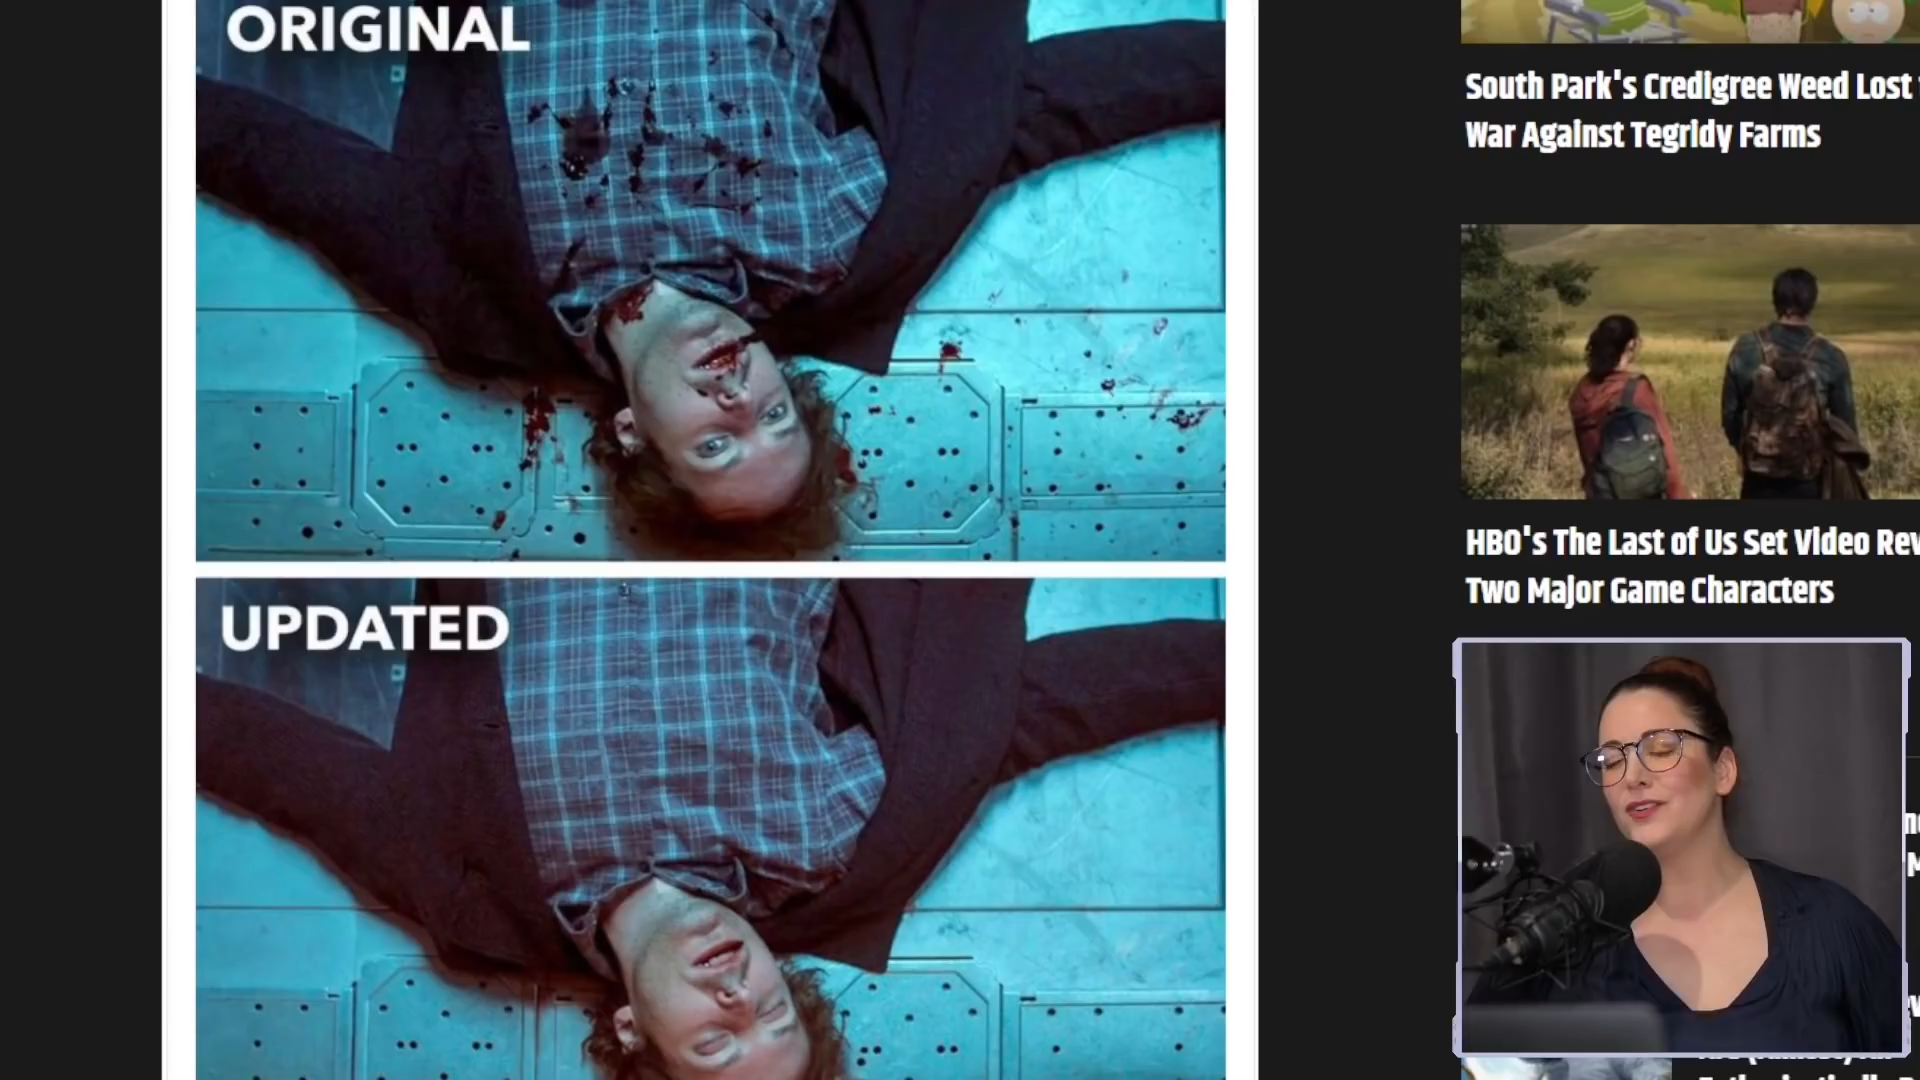 ORIGINAL
South Park's Credigree Weed Lost
War Against Tegridy Farms
HBO's The Last of Us Set Video
Two Major Game Characters
UPDATED